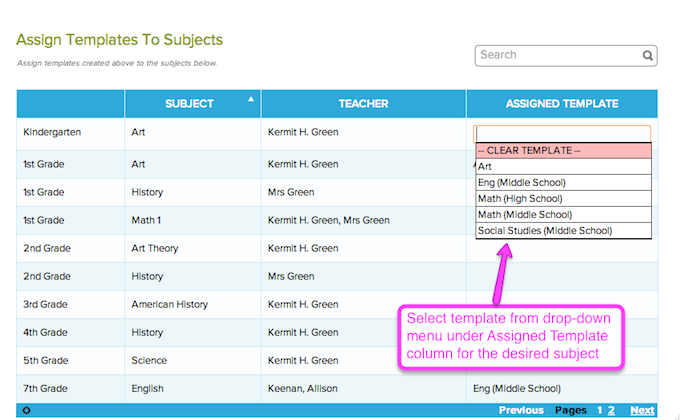 Assign Templates To Subjects
Search
Assign templates created above to the subjects below.
SUBJECT TEACHER ASSIGNED TEMPLATE
Kindergarten Art Kermit H. Green
-- CLEAR TEMPLATE --
1st Grade Art Kermit H. Green
Art
Eng (Middle School)
1st Grade History Mrs Green
Math (High School)
1st Grade Math 1 Kermit H. Green, Mrs Green
Math (Middle School)
Social Studies (Middle School)
2nd Grade Art Theory Kermit H. Green
2nd Grade History Mrs Green
3rd Grade American History Kermit H. Green
4th Grade History Kermit H. Green
5th Grade Science Kermit H. Green
Select template from drop-down
menu under Assigned Template
column for the desired subject
7th Grade English Keenan, Allison Eng (Middle School)
Previous Pages 1 2 Next